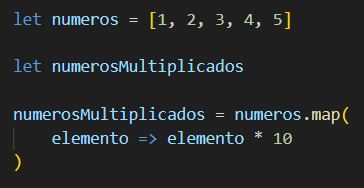 let numeros = [1, 2, 3, 4, 5]
let numerosMultiplicados
numerosMultiplicados = numeros.map(
    elemento => elemento * 10
)